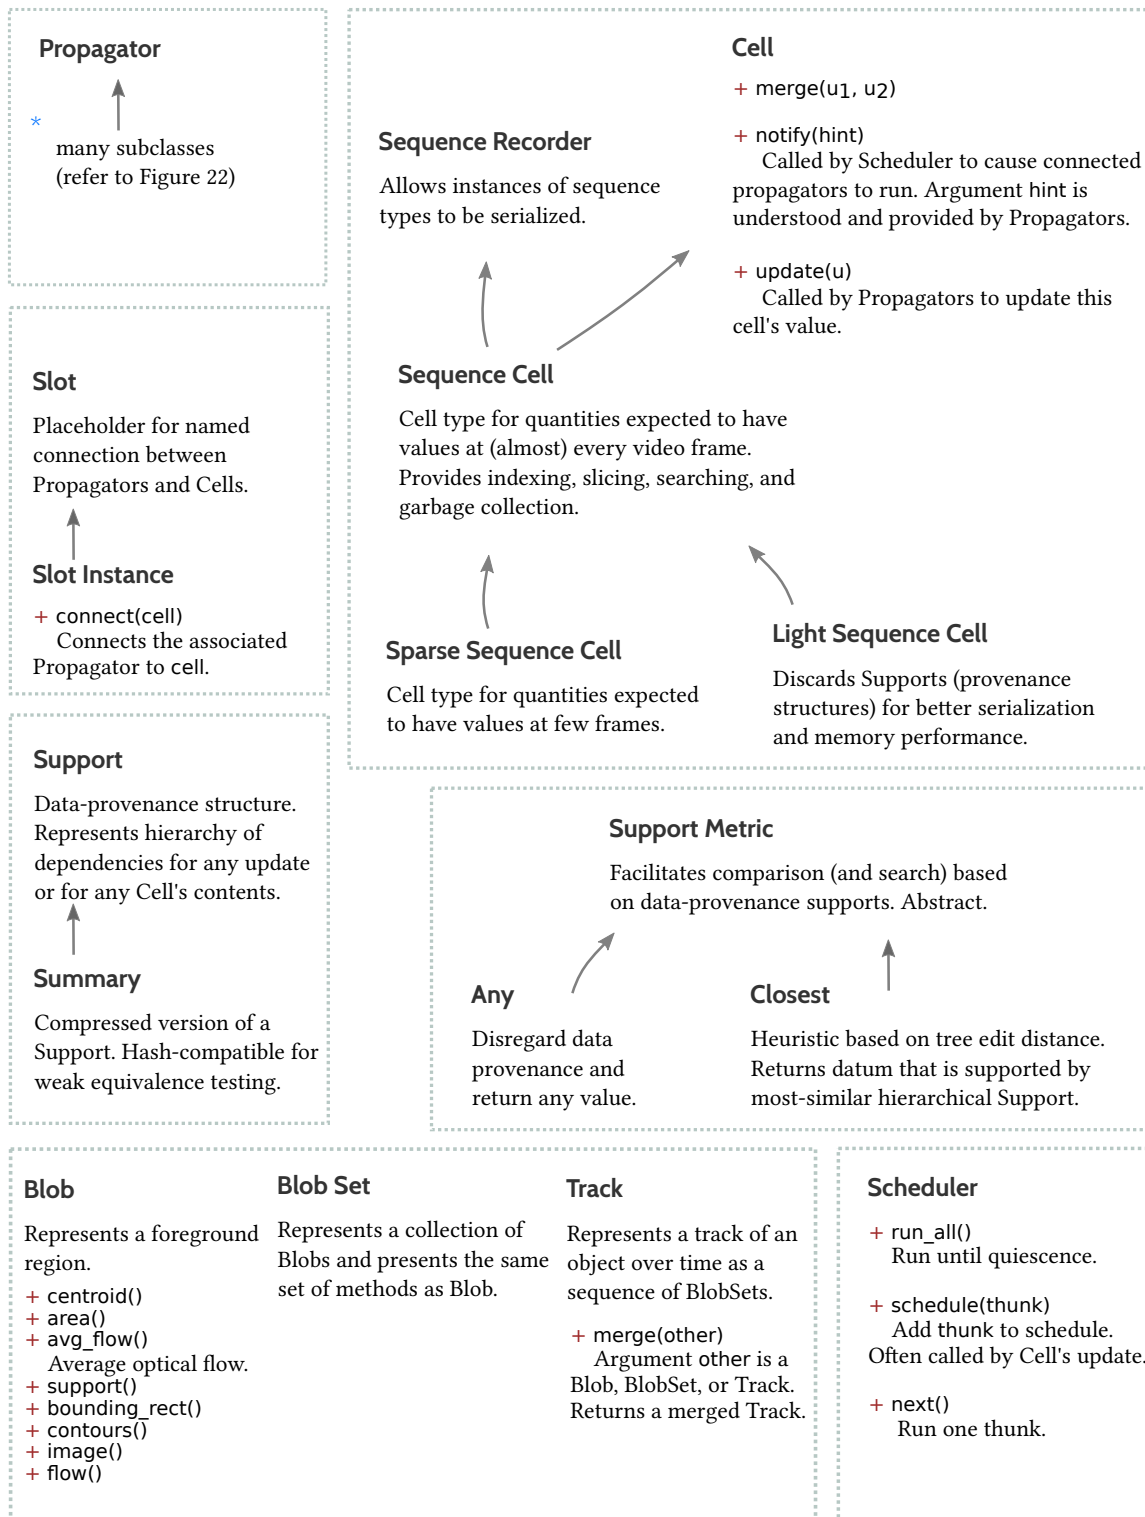 Propagator
*
many subclasses
(refer to Figure 22)
Slot
Placeholder for named
connection between
Propagators and Cells.
Slot Instance
+ connect(cell)
Connects the associated
Propagator to cell.
Support
Data-provenance structure.
Represents hierarchy of
dependencies for any update
or for any Cell's contents.
Summary
Compressed version of a
Support. Hash-compatible for
weak equivalence testing.
Cell
+ merge(u1, u2)
+ notify(hint)
Called by Scheduler to cause connected
propagators to run. Argument hint is
understood and provided by Propagators.
+ update(u)
Called by Propagators to update this
cell's value.
Sequence Recorder
Allows instances of sequence
types to be serialized.
Sequence Cell
Cell type for quantities expected to have
values at (almost) every video frame.
Provides indexing, slicing, searching, and
garbage collection.
Sparse Sequence Cell
Cell type for quantities expected
to have values at few frames.
Light Sequence Cell
Discards Supports (provenance
structures) for better serialization
and memory performance.
Support Metric
Facilitates comparison (and search) based
on data-provenance supports. Abstract.
Any
Disregard data
provenance and
return any value.
Closest
Heuristic based on tree edit distance.
Returns datum that is supported by
most-similar hierarchical Support.
Blob
Represents a foreground
region.
+ centroid()
+ area()
+ avg_flow()
Average optical flow.
+ support()
+ bounding_rect()
+ contours()
+ image()
+ flow()
Blob Set
Represents a collection of
Blobs and presents the same
set of methods as Blob.
Track
Represents a track of an
object over time as a
sequence of BlobSets.
+ merge(other)
Argument other is a
Blob, BlobSet, or Track.
Returns a merged Track.
Scheduler
+ run_all()
Run until quiescence.
+ schedule(thunk)
Add thunk to schedule.
Often called by Cell's update.
+ next()
Run one thunk.